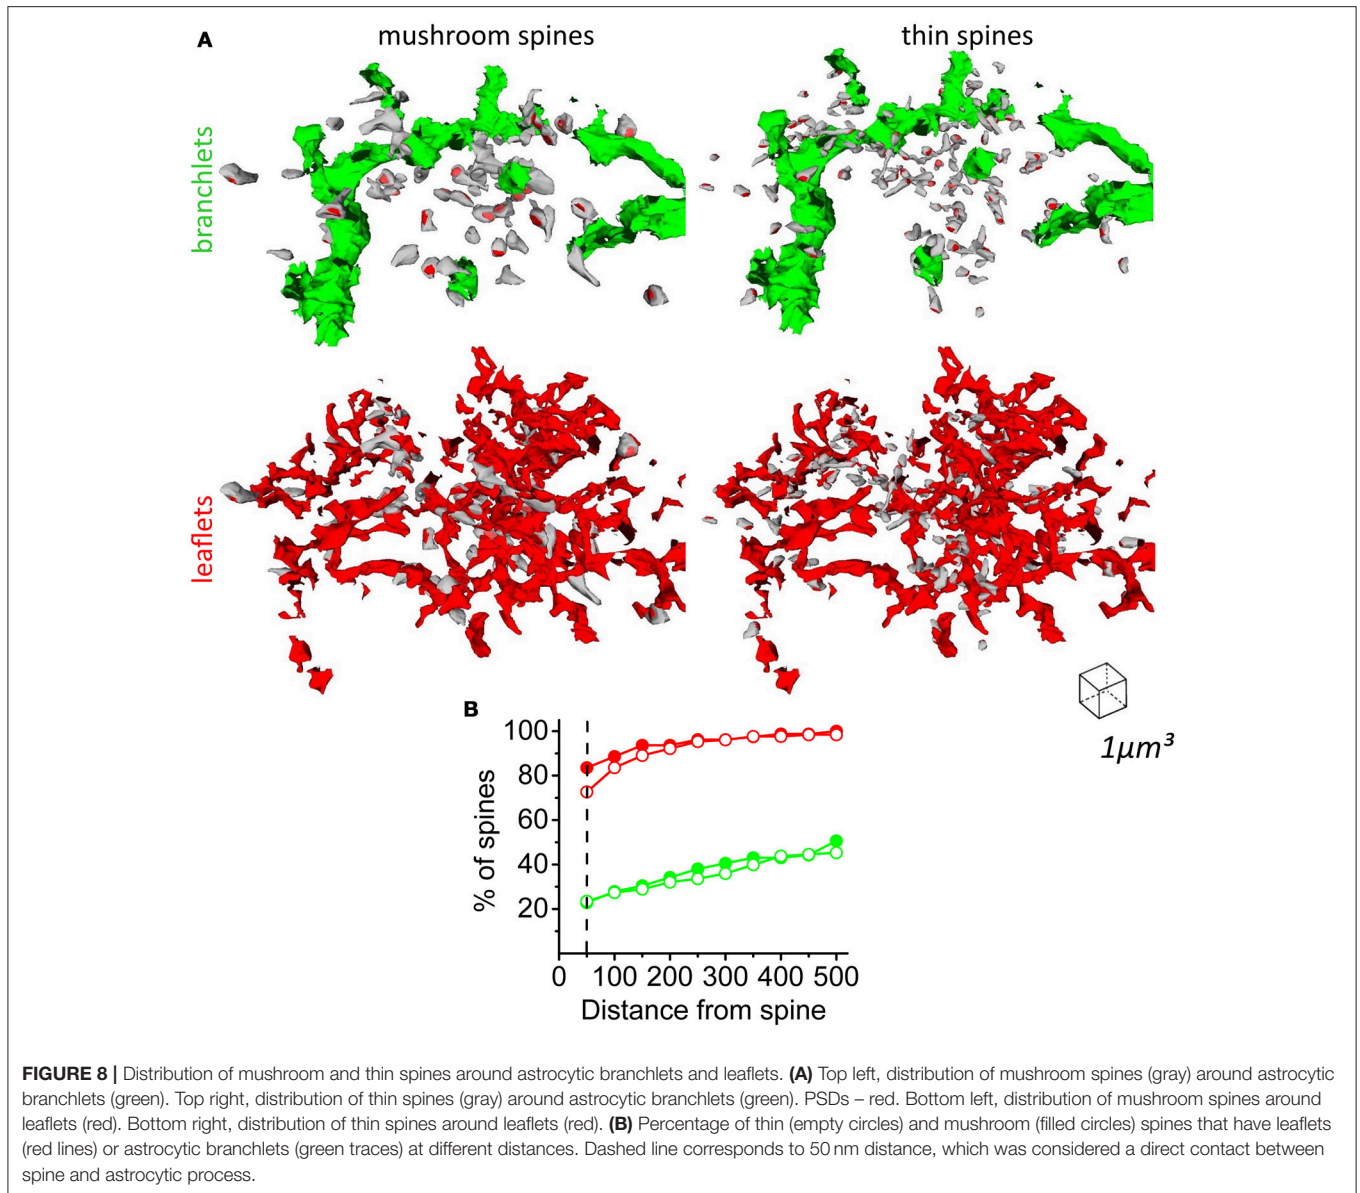 A
mushroom spines
thin spines
branchlets
leaflets
1µm³
B
100
80
60
40
20
% of spines
0 100 200 300 400 500
Distance from spine
FIGURE 8 | Distribution of mushroom and thin spines around astrocytic branchlets and leaflets. (A) Top left, distribution of mushroom spines (gray) around astrocytic
branchlets (green). Top right, distribution of thin spines (gray) around astrocytic branchlets (green). PSDs – red. Bottom left, distribution of mushroom spines around
leaflets (red). Bottom right, distribution of thin spines around leaflets (red). (B) Percentage of thin (empty circles) and mushroom (filled circles) spines that have leaflets
(red lines) or astrocytic branchlets (green traces) at different distances. Dashed line corresponds to 50 nm distance, which was considered a direct contact between
spine and astrocytic process.